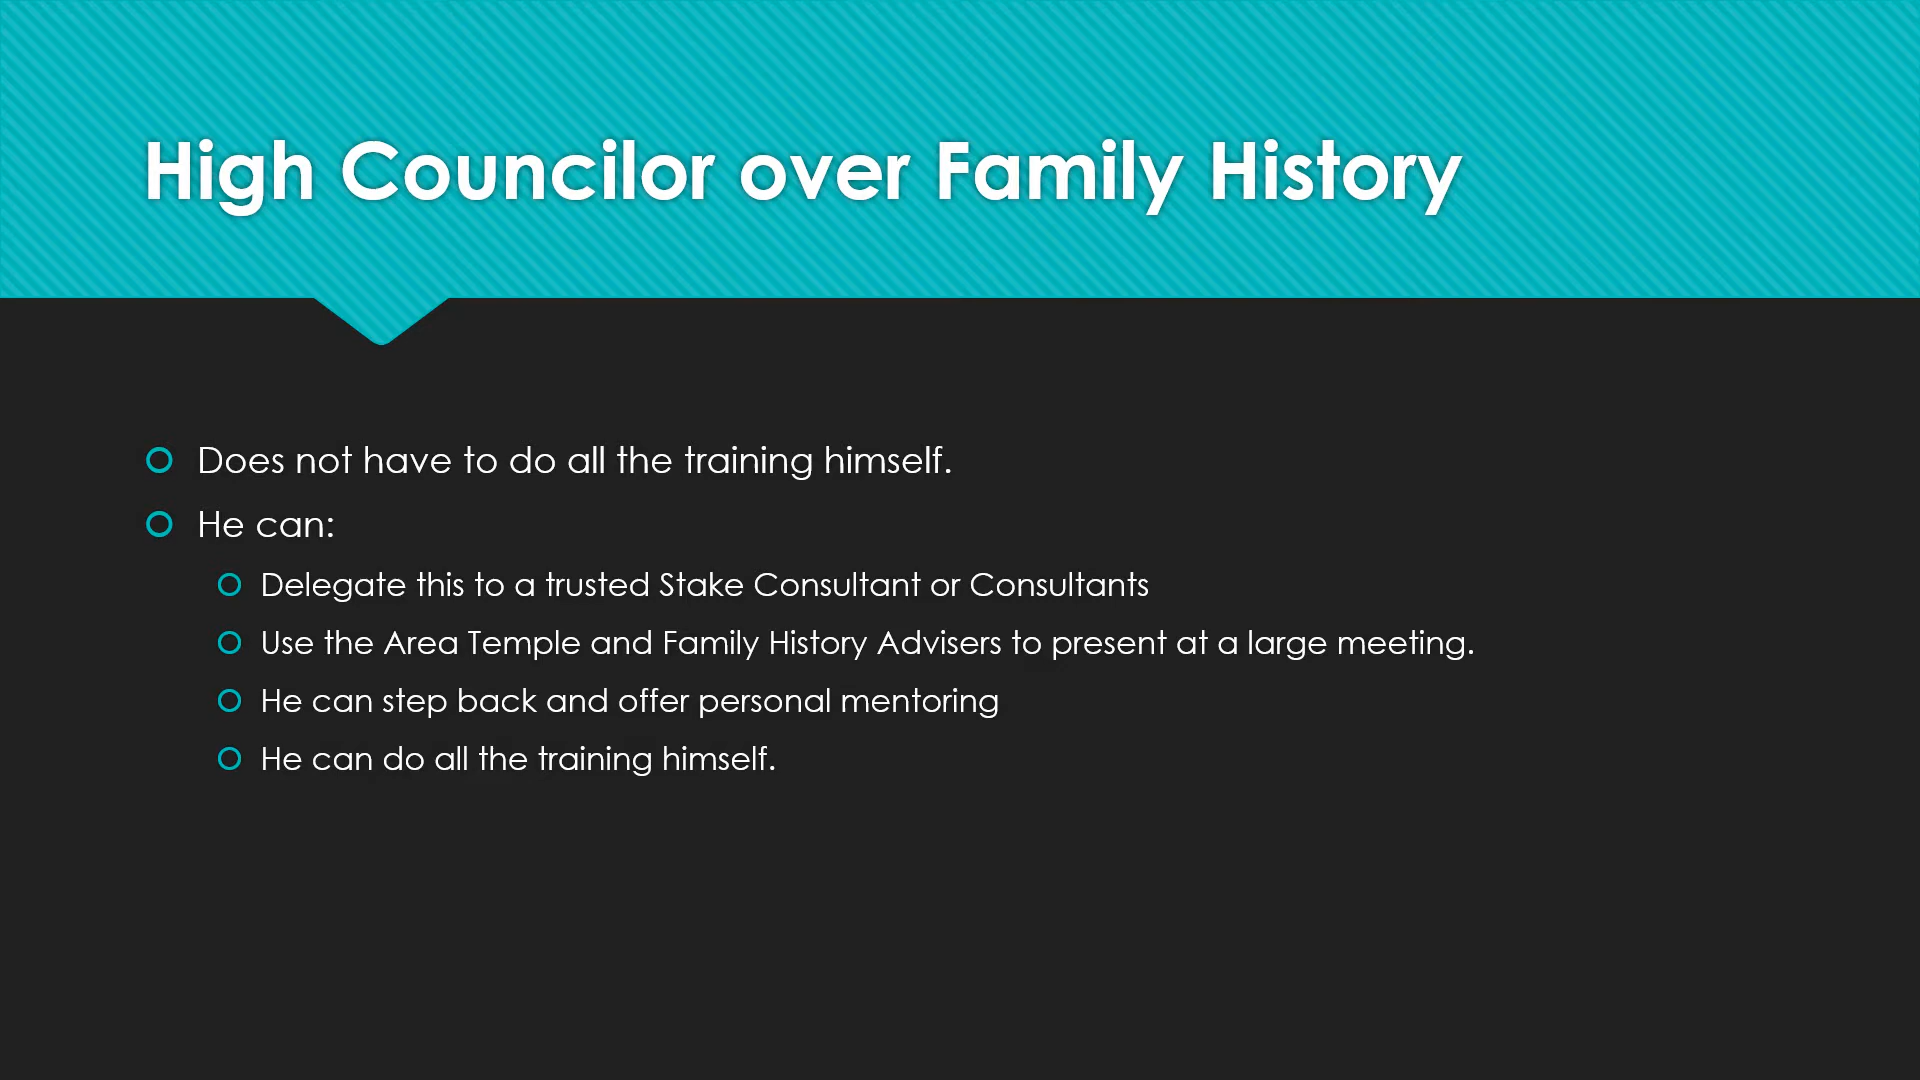 High Councilor over Family History
Does not have to do all the training himself.
He can:
Delegate this to a trusted Stake Consultant or Consultants
Use the Area Temple and Family History Advisers to present at a large meeting.
He can step back and offer personal mentoring
He can do all the training himself.